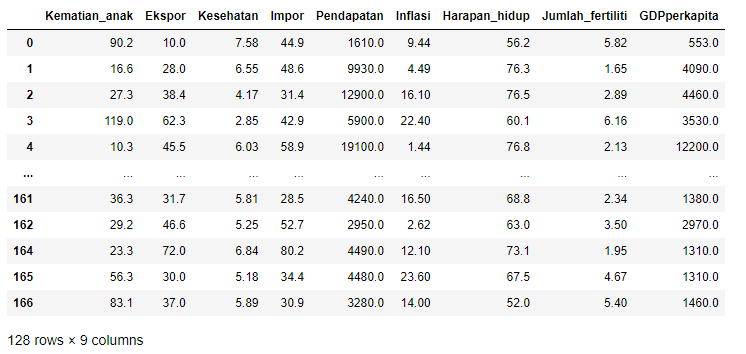 Kematian_anak Ekspor Kesehatan Impor Pendapatan Inflasi Harapan_hidup Jumlah_fertiliti GDPperkapita
0 90.2 10.0 7.58 44.9 1610.0 9.44 56.2 5.82 553.0
1 16.6 28.0 6.55 48.6 9930.0 4.49 76.3 1.65 4090.0
2 27.3 38.4 4.17 31.4 12900.0 16.10 76.5 2.89 4460.0
3 119.0 62.3 2.85 42.9 5900.0 22.40 60.1 6.16 3530.0
4 10.3 45.5 6.03 58.9 19100.0 1.44 76.8 2.13 12200.0
... ... ... ... ... ... ... ... ... ...
161 36.3 31.7 5.81 28.5 4240.0 16.50 68.8 2.34 1380.0
162 29.2 46.6 5.25 52.7 2950.0 2.62 63.0 3.50 2970.0
164 23.3 72.0 6.84 80.2 4490.0 12.10 73.1 1.95 1310.0
165 56.3 30.0 5.18 34.4 4480.0 23.60 67.5 4.67 1310.0
166 83.1 37.0 5.89 30.9 3280.0 14.00 52.0 5.40 1460.0
128 rows × 9 columns